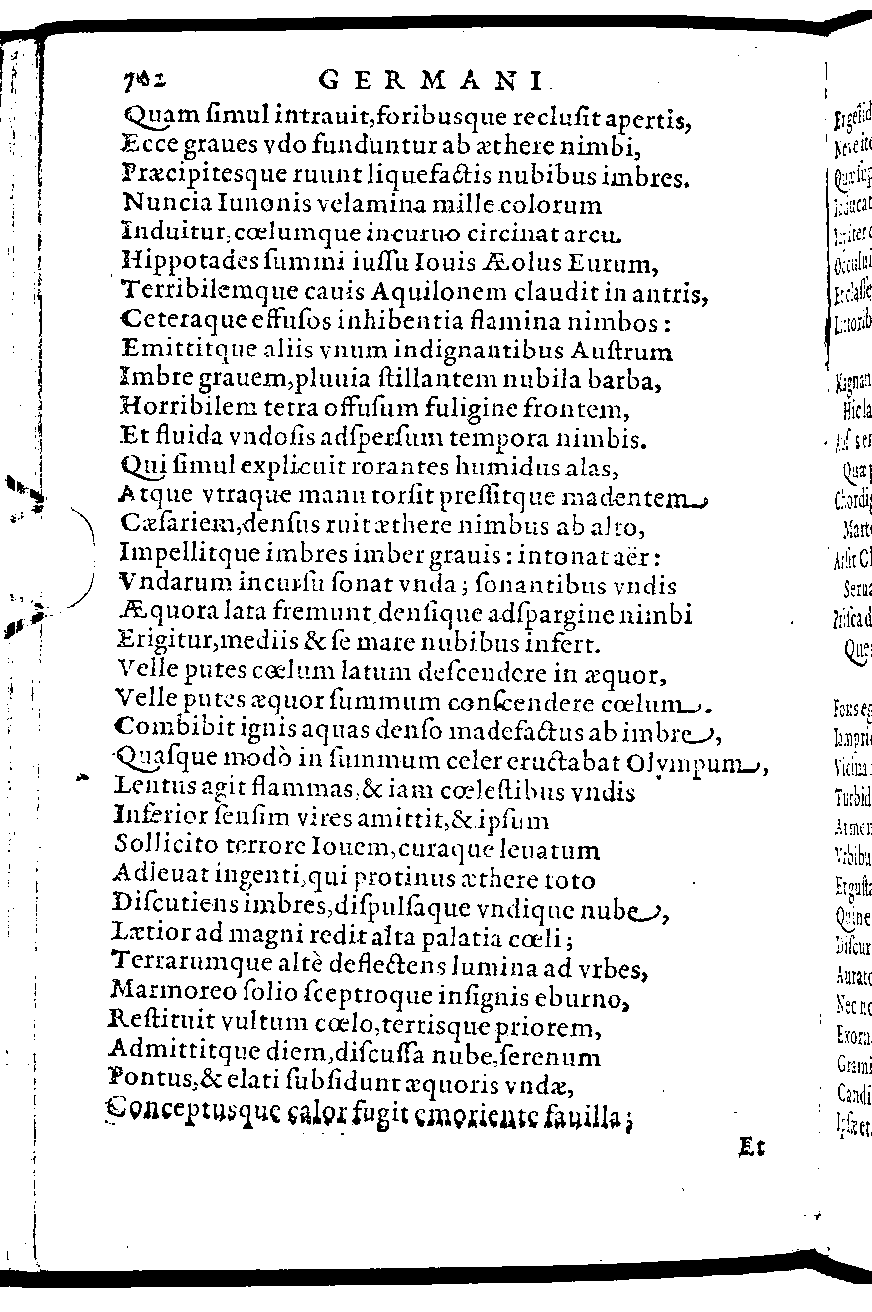 702 GERMANI
Quam ſimul intrauit,foribusque recluſit apertis,
Ecce graues vdo funduntur ab æthere nimbi,
Præcipitesque ruunt liquefactis nubibus imbres.
Nuncia Iunonis velamina mille colorum
Induitur, cœlumque incuruo circinat arcu.
Hippotades ſummi iuſſu Iouis Æolus Eurum,
Terribilemque cauis Aquilonem claudit in antris,
Ceteraque effuſos inhibentia flamina nimbos :
Emittitque aliis vnum indignantibus Auſtrum
Imbre grauem,pluuia ſtillantem nubila barba,
Horribilem tetra offuſum fuligine frontem,
Et fluida vndoſis adſperſum tempora nimbis.
Qui ſimul explicuit rorantes humidus alas,
Atque vtraque manu torſit preſſitque madentem
Cæſariem,denſus ruit æthere nimbus ab alto,
Impellitque imbres imber grauis : intonat aër:
Vndarum incurſu ſonat vnda ; ſonantibus vndis
Æquora lata fremunt denſique adſpargine nimbi
Erigitur,mediis & ſe mare nubibus infert.
Velle putes cœlum latum deſcendere in æquor,
Velle putes æquor ſummum conſcendere cœlum.
Combibit ignis aquas denſo madefactus ab imbre,
Quaſque modò in ſummum celer eructabat Olympum,
Lentus agit flammas,& iam cœleſtibus vndis
Inferior ſenſim vires amittit,& ipſum
Sollicito terrore Iouem,curaque leuatum
Adieuat ingenti,qui protinus æthere toto
Diſcutiens imbres,diſpulſaque vndique nube,
Lætior ad magni redit alta palatia cœli ;
Terrarumque altè deflectens lumina ad vrbes,
Marmoreo ſolio ſceptroque inſignis eburno,
Reſtituit vultum cœlo,terrisque priorem,
Admittitque diem,diſcuſſa nube,ſerenum
Pontus,& elati ſubſidunt æquoris vndæ,
Conceptusque calor fugit emoriente fauilla ;
Et